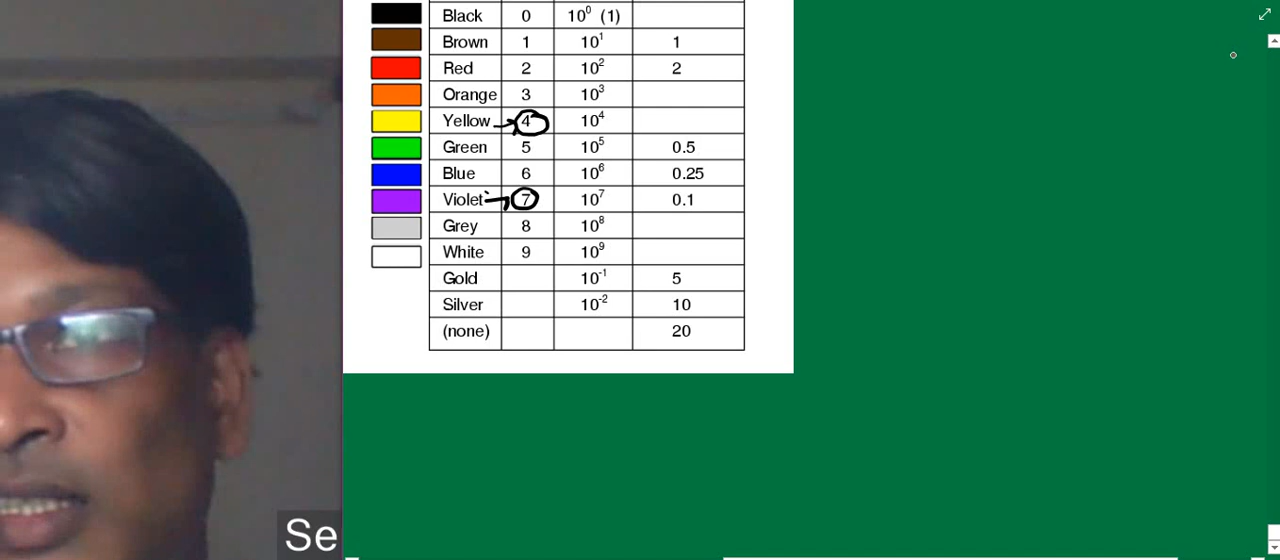 Black 0 10⁰ (1)
Brown 1 10¹ 1
Red 2 10² 2
Orange 3 10³
Yellow 4 10⁴
Green 5 10⁵ 0.5
Blue 6 10⁶ 0.25
Violet 7 10⁷ 0.1
Grey 8 10⁸
White 9 10⁹
Gold 10⁻¹ 5
Silver 10⁻² 10
(none) 20
Se